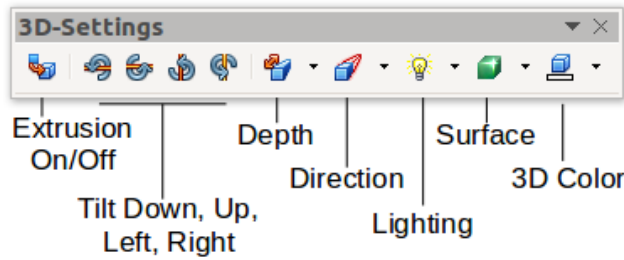 3D-Settings
Extrusion
On/Off
Tilt Down, Up,
Left, Right
Depth
Direction
Lighting
Surface
3D Color